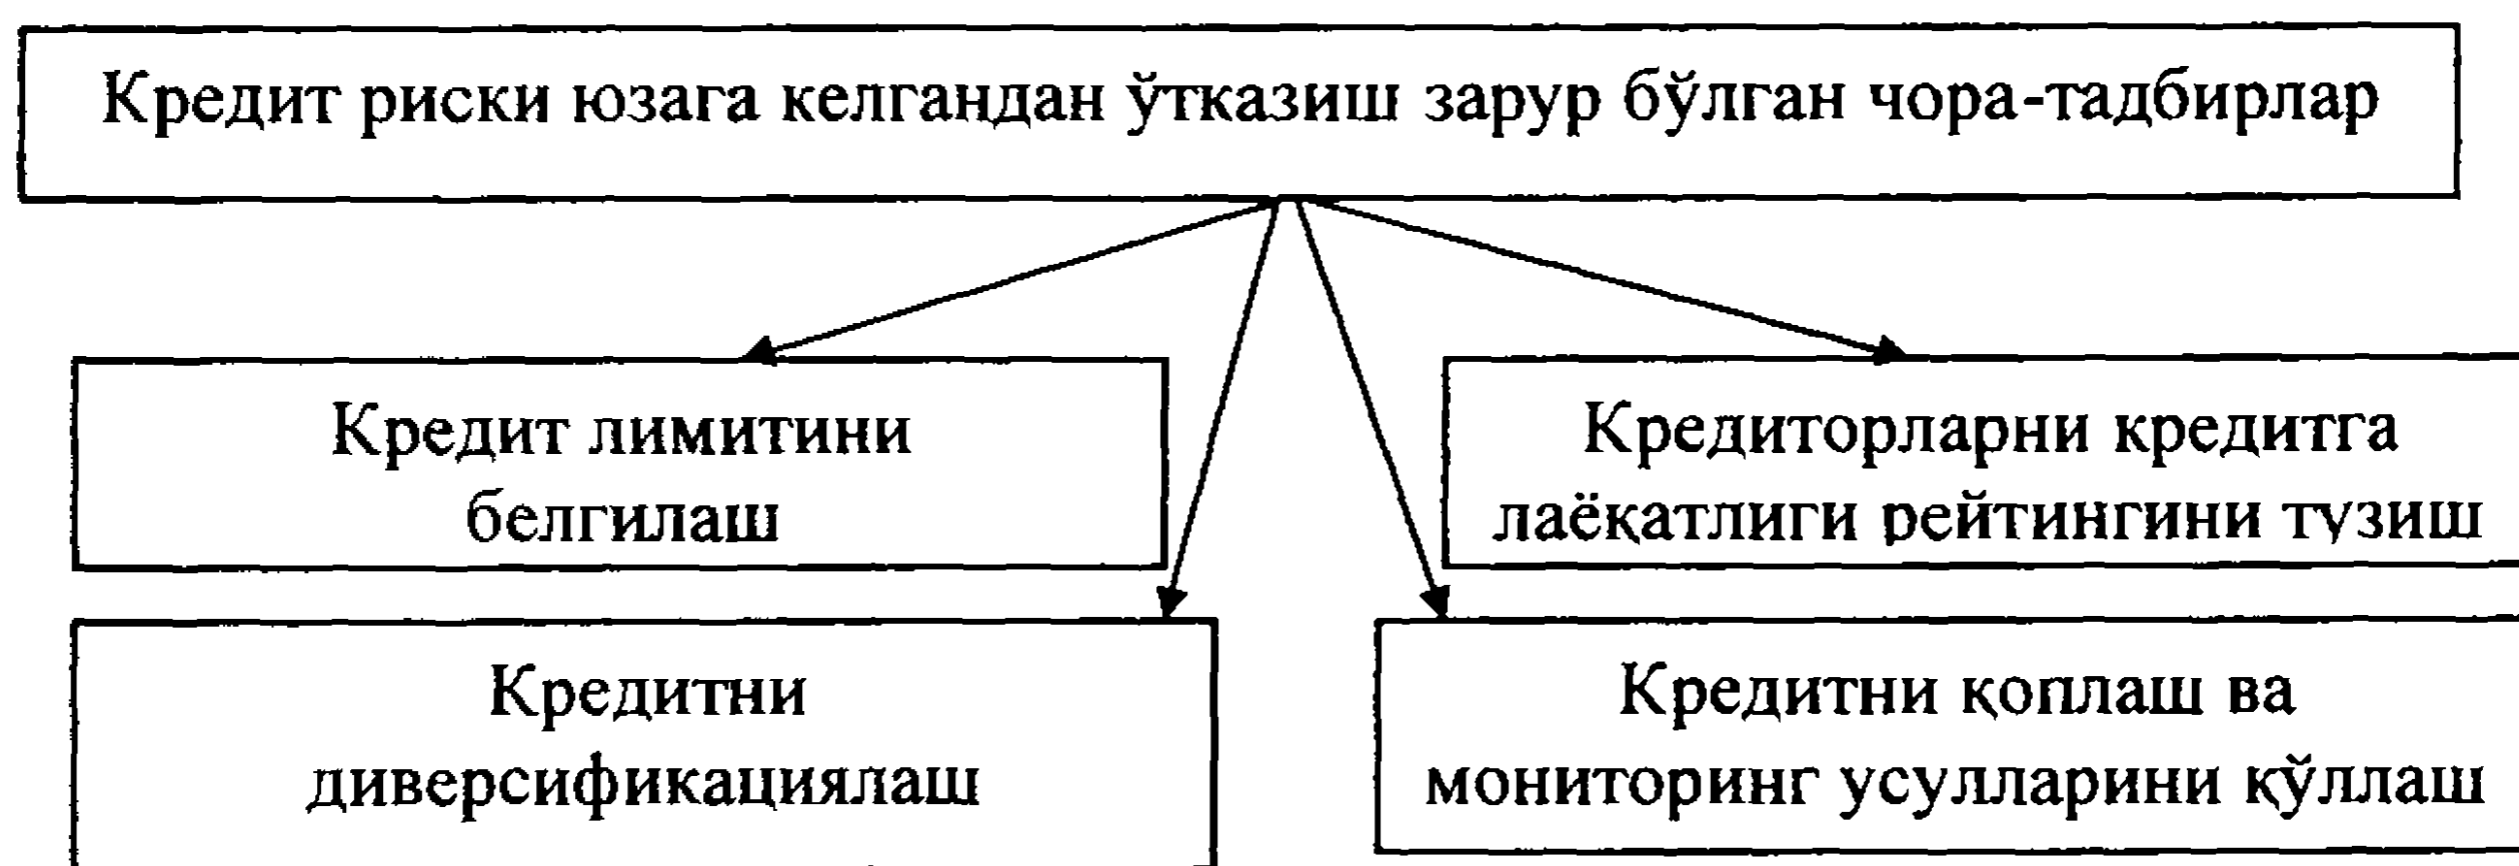 Кредит риски юзага келгандан ўтказиш зарур бўлган чора-тадбирлар
Кредит лимитини
белгилаш
Кредиторларни кредитга
лаёқатлиги рейтингини тузиш
Кредитни
диверсификациялаш
Кредитни қоплаш ва
мониторинг усулларини қўллаш